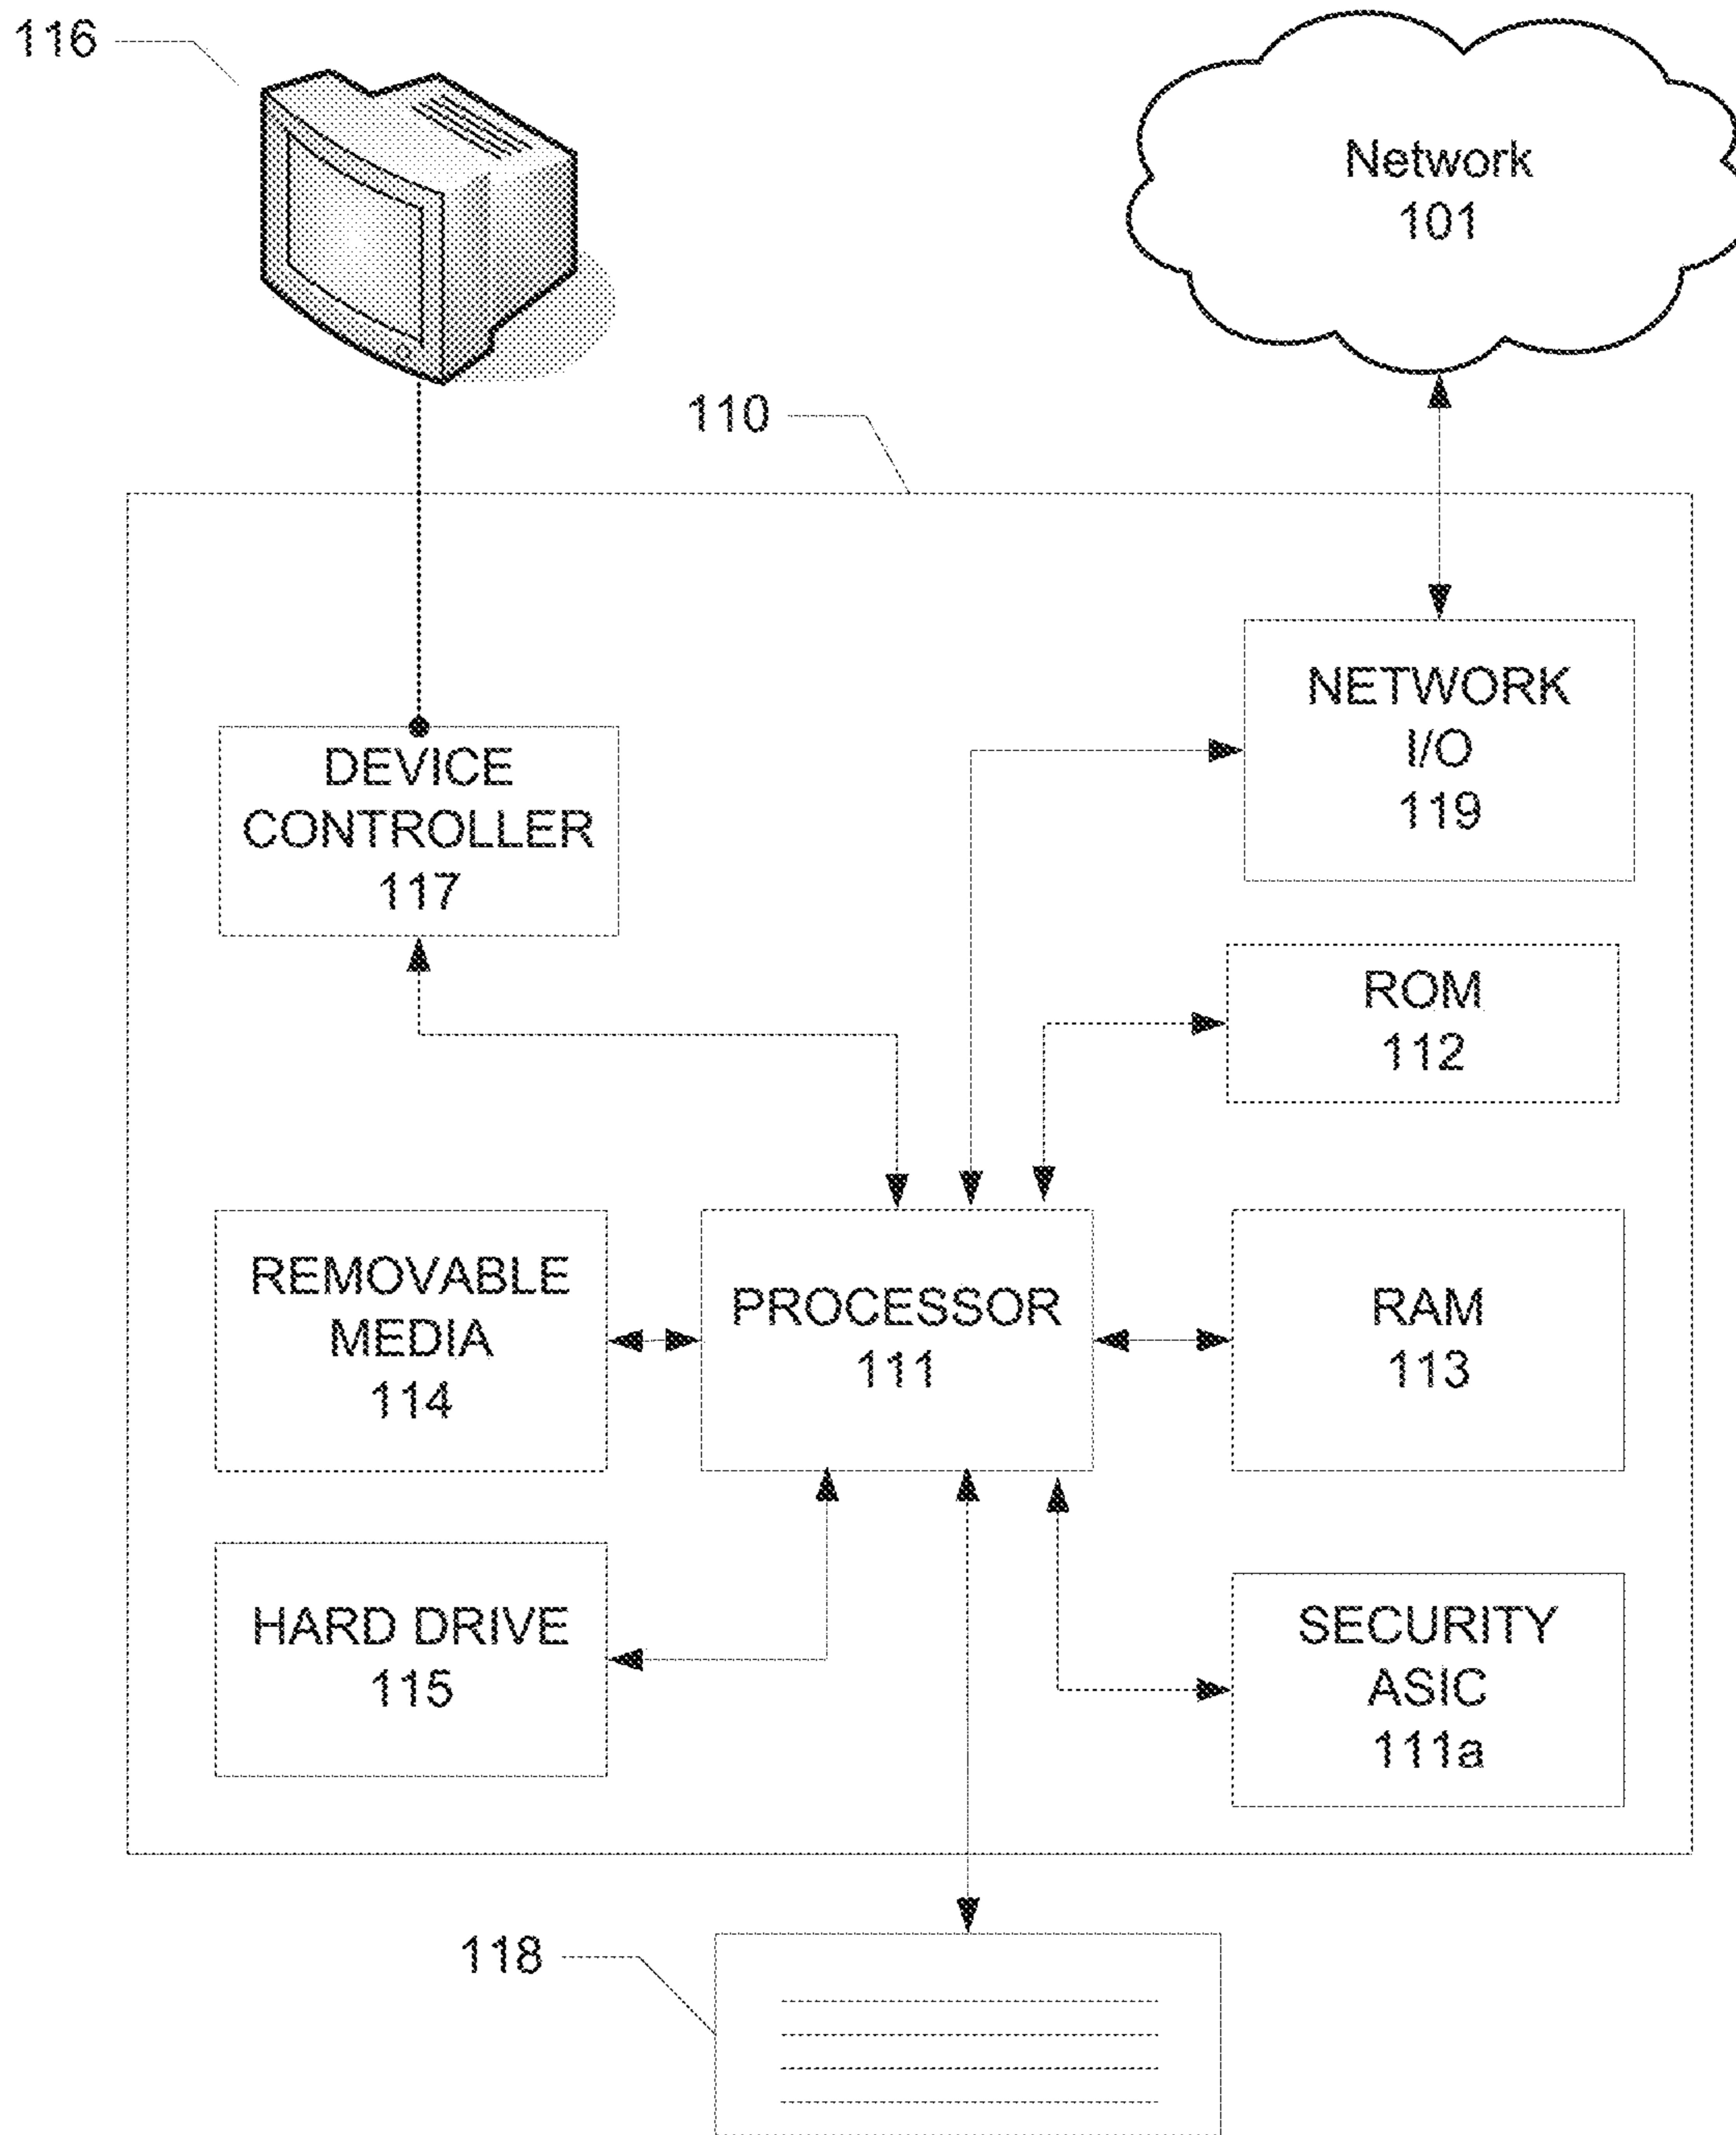 116
Network
101
110
NETWORK
I/O
119
DEVICE
CONTROLLER
117
ROM
112
REMOVABLE
MEDIA
114
PROCESSOR
111
RAM
113
HARD DRIVE
115
SECURITY
ASIC
111a
118